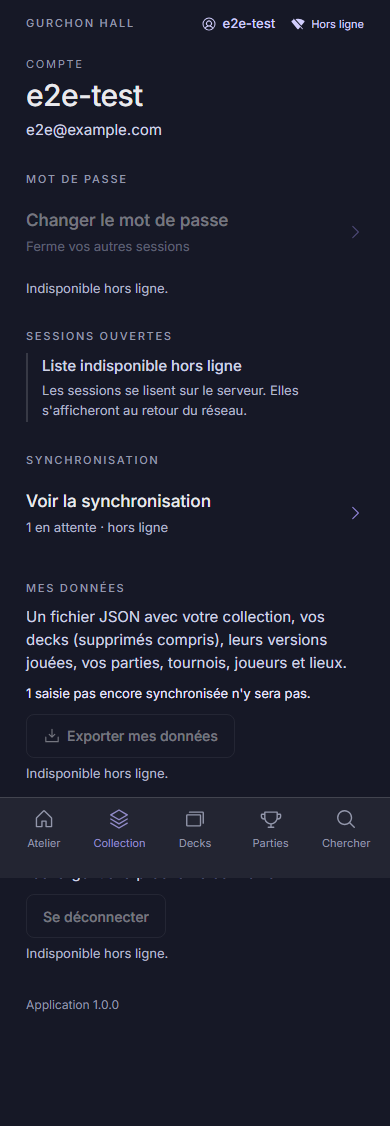 GURCHON HALL
e2e-test
Hors ligne
COMPTE
e2e-test
e2e@example.com
MOT DE PASSE
Changer le mot de passe
Ferme vos autres sessions
Indisponible hors ligne.
SESSIONS OUVERTES
Liste indisponible hors ligne
Les sessions se lisent sur le serveur. Elles
s'afficheront au retour du réseau.
SYNCHRONISATION
Voir la synchronisation
1 en attente · hors ligne
MES DONNÉES
Un fichier JSON avec votre collection, vos
decks (supprimés compris), leurs versions
jouées, vos parties, tournois, joueurs et lieux.
1 saisie pas encore synchronisée n'y sera pas.
Exporter mes données
Indisponible hors ligne.
Atelier
Collection
Decks
Parties
Chercher
Se déconnecter
Indisponible hors ligne.
Application 1.0.0